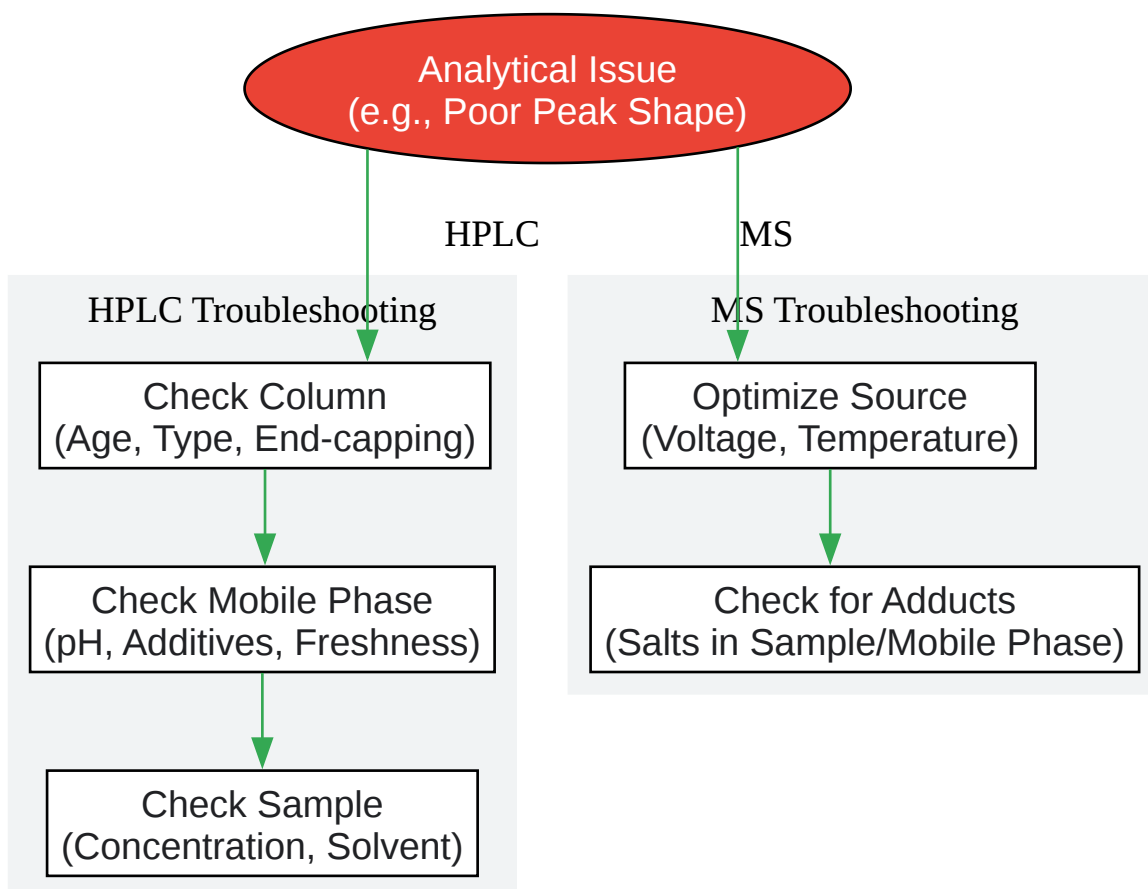 Analytical Issue
(e.g., Poor Peak Shape)
HPLC
MS
HPLC Troubleshooting
Check Column
(Age, Type, End-capping)
Check Mobile Phase
(pH, Additives, Freshness)
Check Sample
(Concentration, Solvent)
MS Troubleshooting
Optimize Source
(Voltage, Temperature)
Check for Adducts
(Salts in Sample/Mobile Phase)